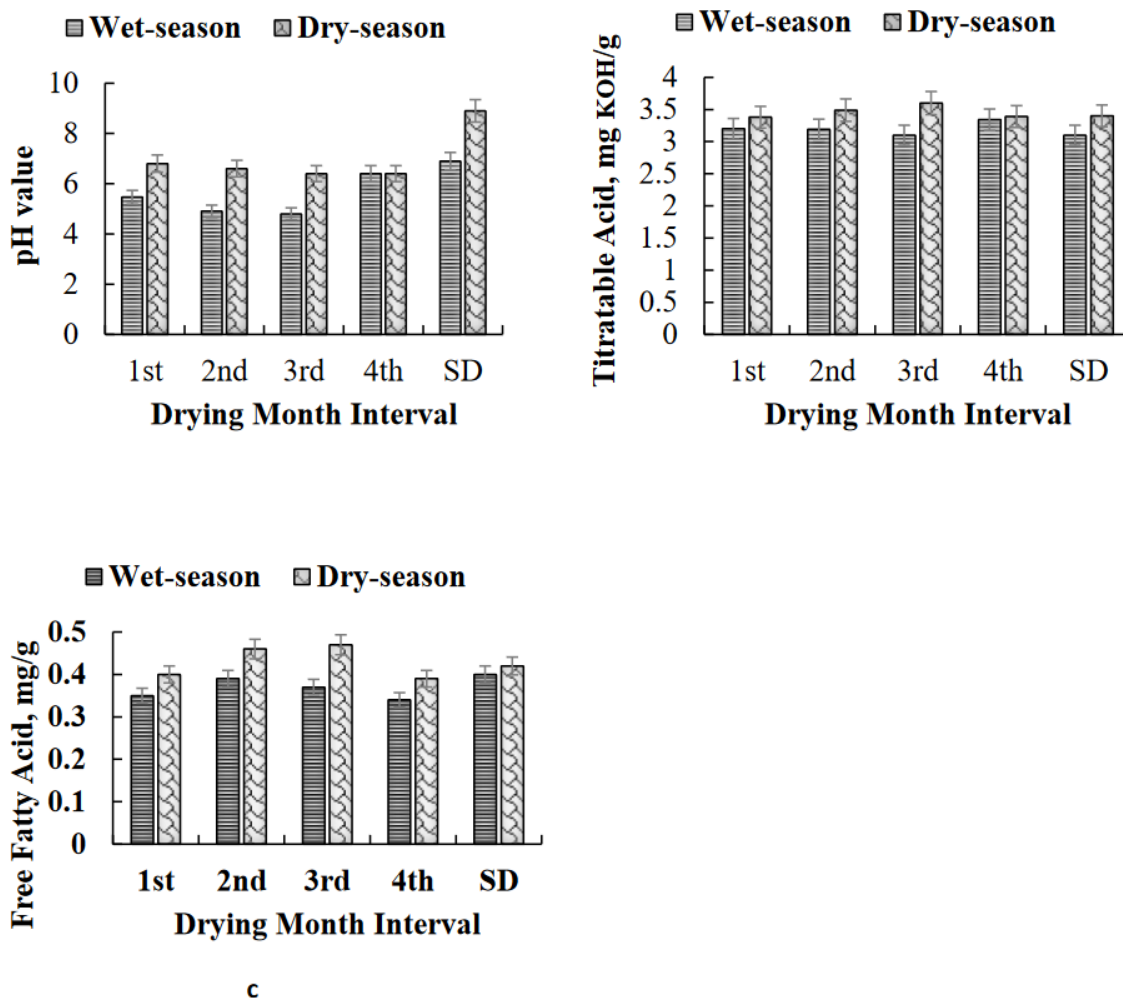 Wet-season Dry-season
pH value
10
8
6
4
2
0
1st 2nd 3rd 4th SD
Drying Month Interval
Wet-season Dry-season
Titratable Acid, mg KOH/g
4
3.5
3
2.5
2
1.5
1
0.5
0
1st 2nd 3rd 4th SD
Drying Month Interval
Wet-season Dry-season
Free Fatty Acid, mg/g
0.5
0.4
0.3
0.2
0.1
0
1st 2nd 3rd 4th SD
Drying Month Interval
c